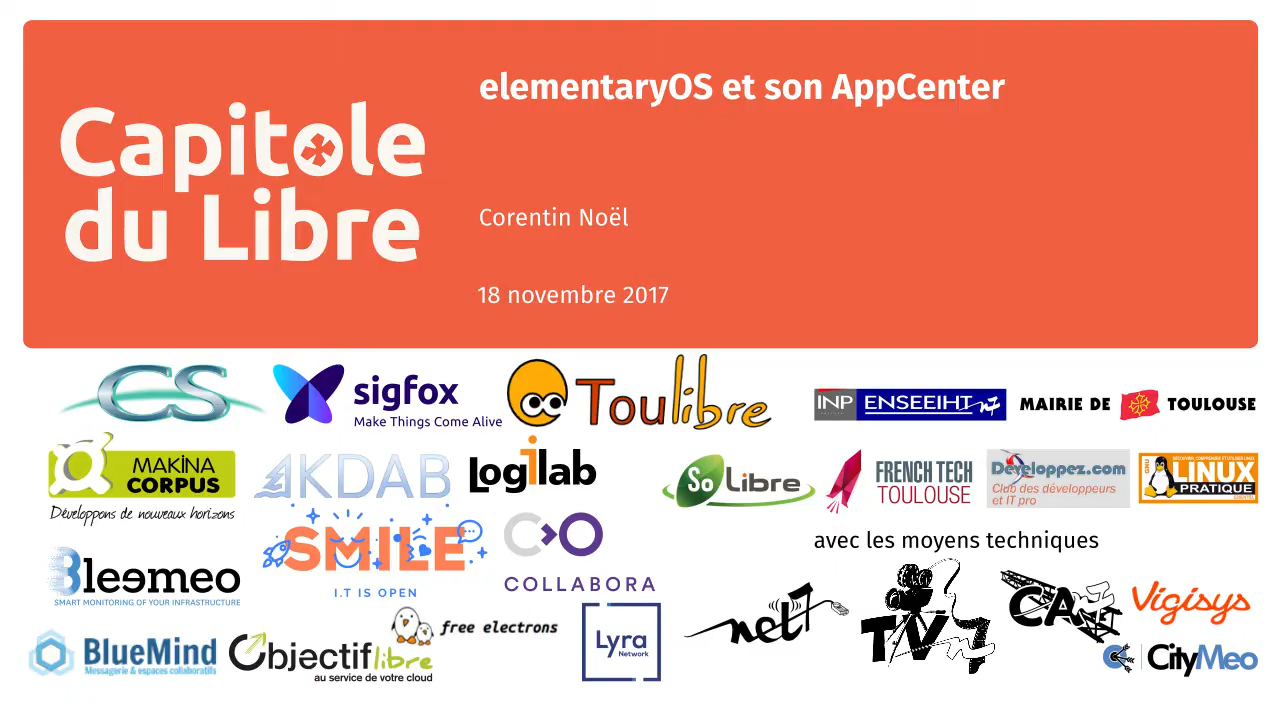 elementaryOS et son AppCenter
Capitole
du Libre
Corentin Noël
18 novembre 2017
CS
sigfox
Make Things Come Alive
Toulibre
INP ENSEEIHT n7
MAIRIE DE TOULOUSE
MAKINA
CORPUS
Développons de nouveaux horizons
KDAB
Logilab
So Libre
FRENCH TECH
TOULOUSE
Developpez.com
Club des développeurs
et IT pro
LINUX
PRATIQUE
SMILE
I.T IS OPEN
COLLABORA
avec les moyens techniques
Bleemeo
SMART MONITORING OF YOUR INFRASTRUCTURE
net7
TV7
CA
Vigisys
BlueMind
Messagerie & espaces collaboratifs
Objectif libre
au service de votre cloud
free electrons
Lyra
Network
CityMeo